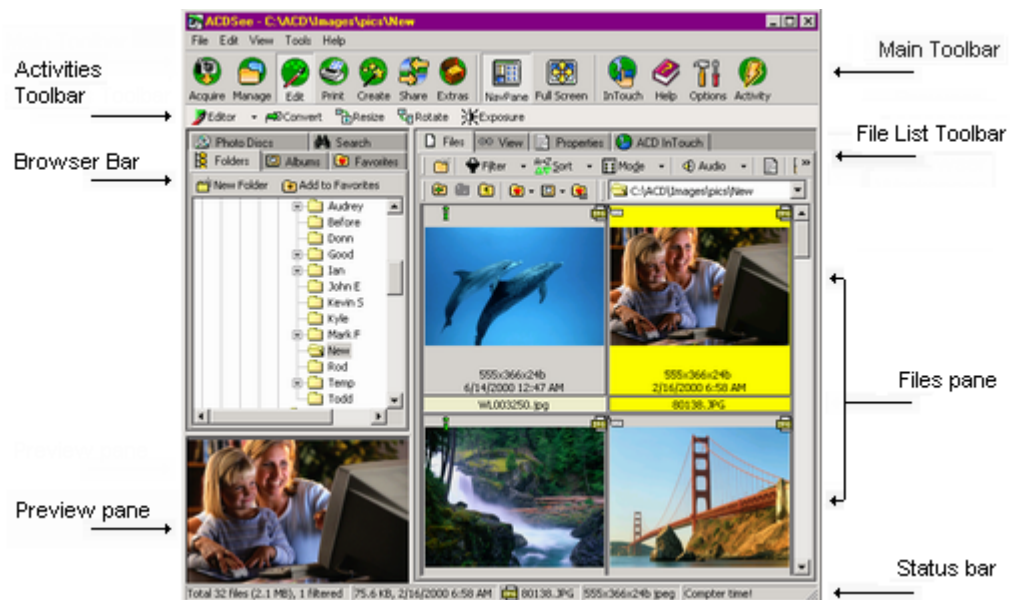 ACDSee - C:\ACD\Images\pics\New
File Edit View Tools Help
Acquire Manage Edit Print Create Share Extras NavPane Full Screen InTouch Help Options Activity
Editor Convert Resize Rotate Exposure
Photo Discs Search
Folders Albums Favorites
New Folder Add to Favorites
Audrey
Before
Donn
Good
Ian
John E
Kevin S
Kyle
Mark F
New
Rod
Temp
Todd
Files View Properties ACD InTouch
Filter Sort Mode Audio
C:\ACD\Images\pics\New
555x366x24b
6/14/2000 12:47 AM
WL003250.jpg
555x366x24b
2/16/2000 6:58 AM
80138.JPG
Total 32 files (2.1 MB), 1 filtered 75.6 KB, 2/16/2000 6:58 AM 80138.JPG 555x366x24b jpeg Compter time!
Activities
Toolbar
Browser Bar
Preview pane
Main Toolbar
File List Toolbar
Files pane
Status bar